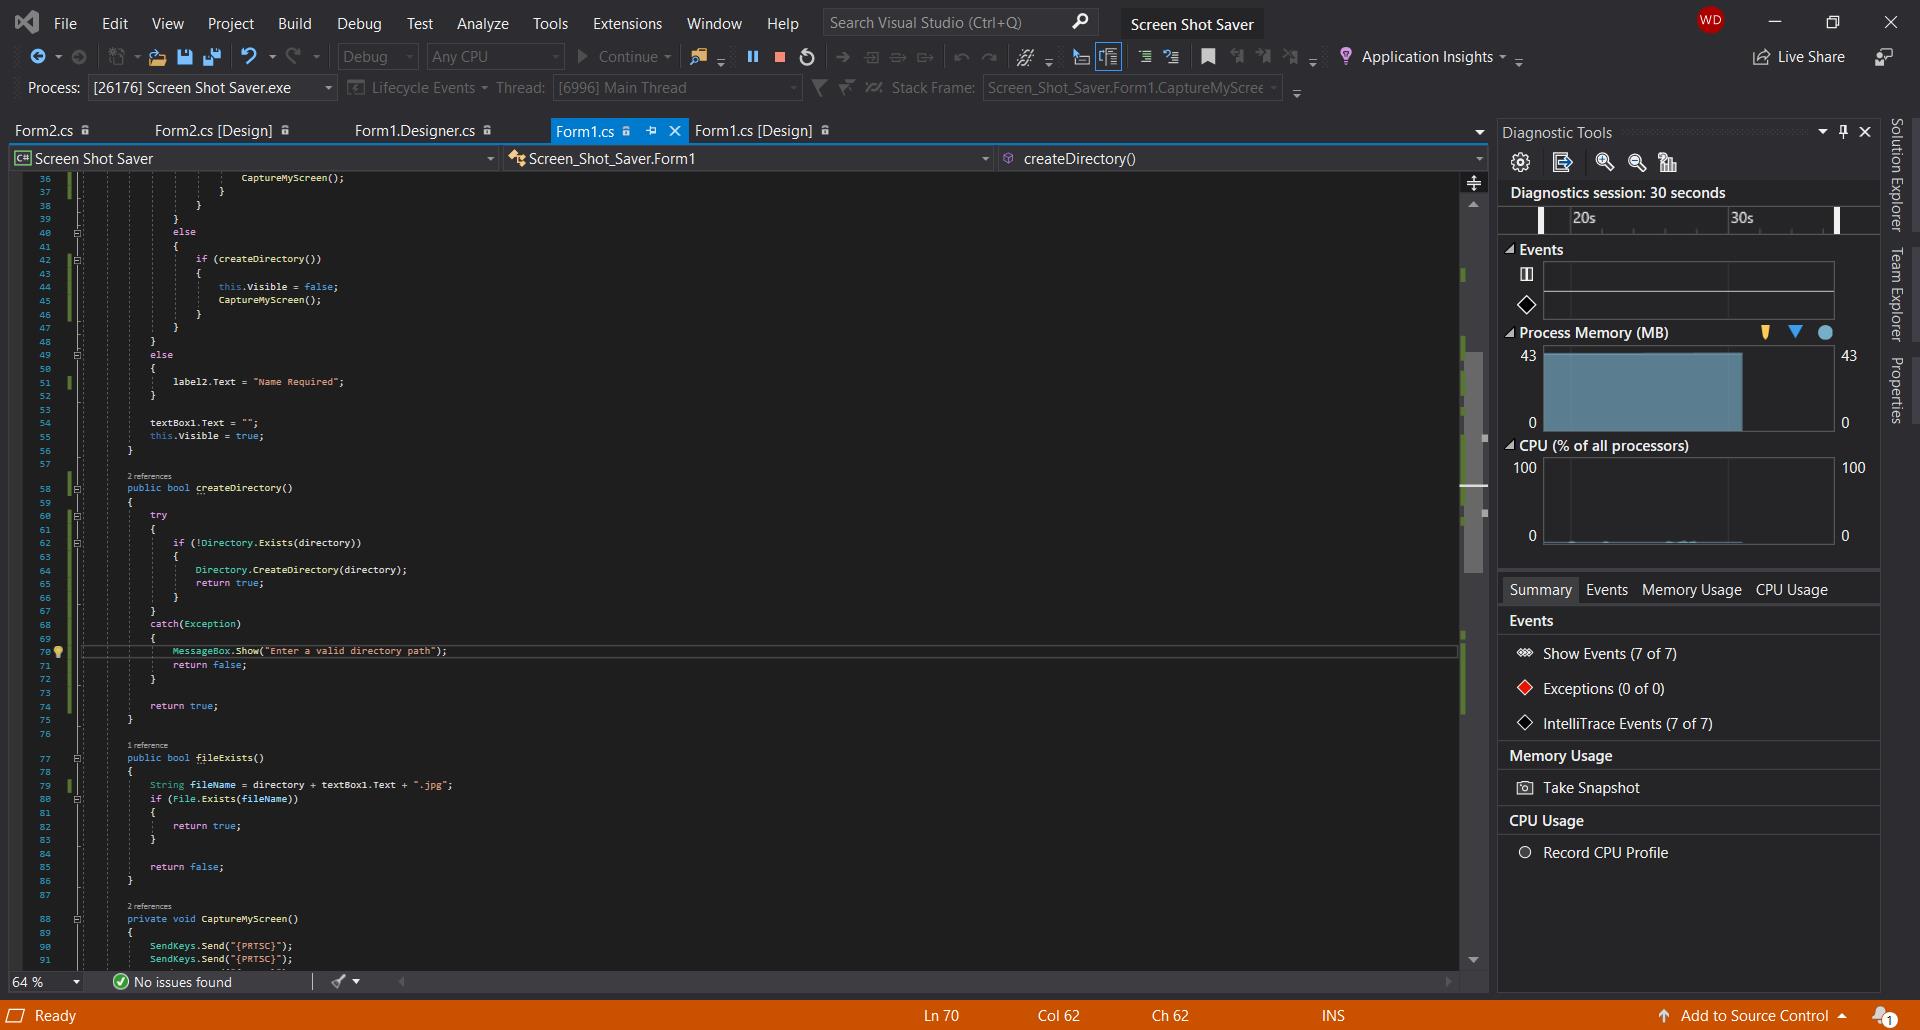 File Edit View Project Build Debug Test Analyze Tools Extensions Window Help Search Visual Studio (Ctrl+Q) Screen Shot Saver WD
Debug Any CPU Continue Application Insights Live Share
Process: [26176] Screen Shot Saver.exe Lifecycle Events Thread: [6996] Main Thread Stack Frame: Screen_Shot_Saver.Form1.CaptureMyScree
Form2.cs Form2.cs [Design] Form1.Designer.cs Form1.cs Form1.cs [Design]
C# Screen Shot Saver Screen_Shot_Saver.Form1 createDirectory()
36 CaptureMyScreen();
37 }
38 }
39 }
40 else
41 {
42 if (createDirectory())
43 {
44 this.Visible = false;
45 CaptureMyScreen();
46 }
47 }
48 }
49 else
50 {
51 label2.Text = "Name Required";
52 }
53
54 textBox1.Text = "";
55 this.Visible = true;
56 }
57
2 references
58 public bool createDirectory()
59 {
60 try
61 {
62 if (!Directory.Exists(directory))
63 {
64 Directory.CreateDirectory(directory);
65 return true;
66 }
67 }
68 catch(Exception)
69 {
70 MessageBox.Show("Enter a valid directory path");
71 return false;
72 }
73
74 return true;
75 }
76
1 reference
77 public bool fileExists()
78 {
79 String fileName = directory + textBox1.Text + ".jpg";
80 if (File.Exists(fileName))
81 {
82 return true;
83 }
84
85 return false;
86 }
87
2 references
88 private void CaptureMyScreen()
89 {
90 SendKeys.Send("{PRTSC}");
91 SendKeys.Send("{PRTSC}");
64 % No issues found
Diagnostic Tools
Diagnostics session: 30 seconds
20s 30s
Events
Process Memory (MB)
43 43
0 0
CPU (% of all processors)
100 100
0 0
Summary Events Memory Usage CPU Usage
Events
Show Events (7 of 7)
Exceptions (0 of 0)
IntelliTrace Events (7 of 7)
Memory Usage
Take Snapshot
CPU Usage
Record CPU Profile
Solution Explorer
Team Explorer
Properties
Ready Ln 70 Col 62 Ch 62 INS Add to Source Control 1